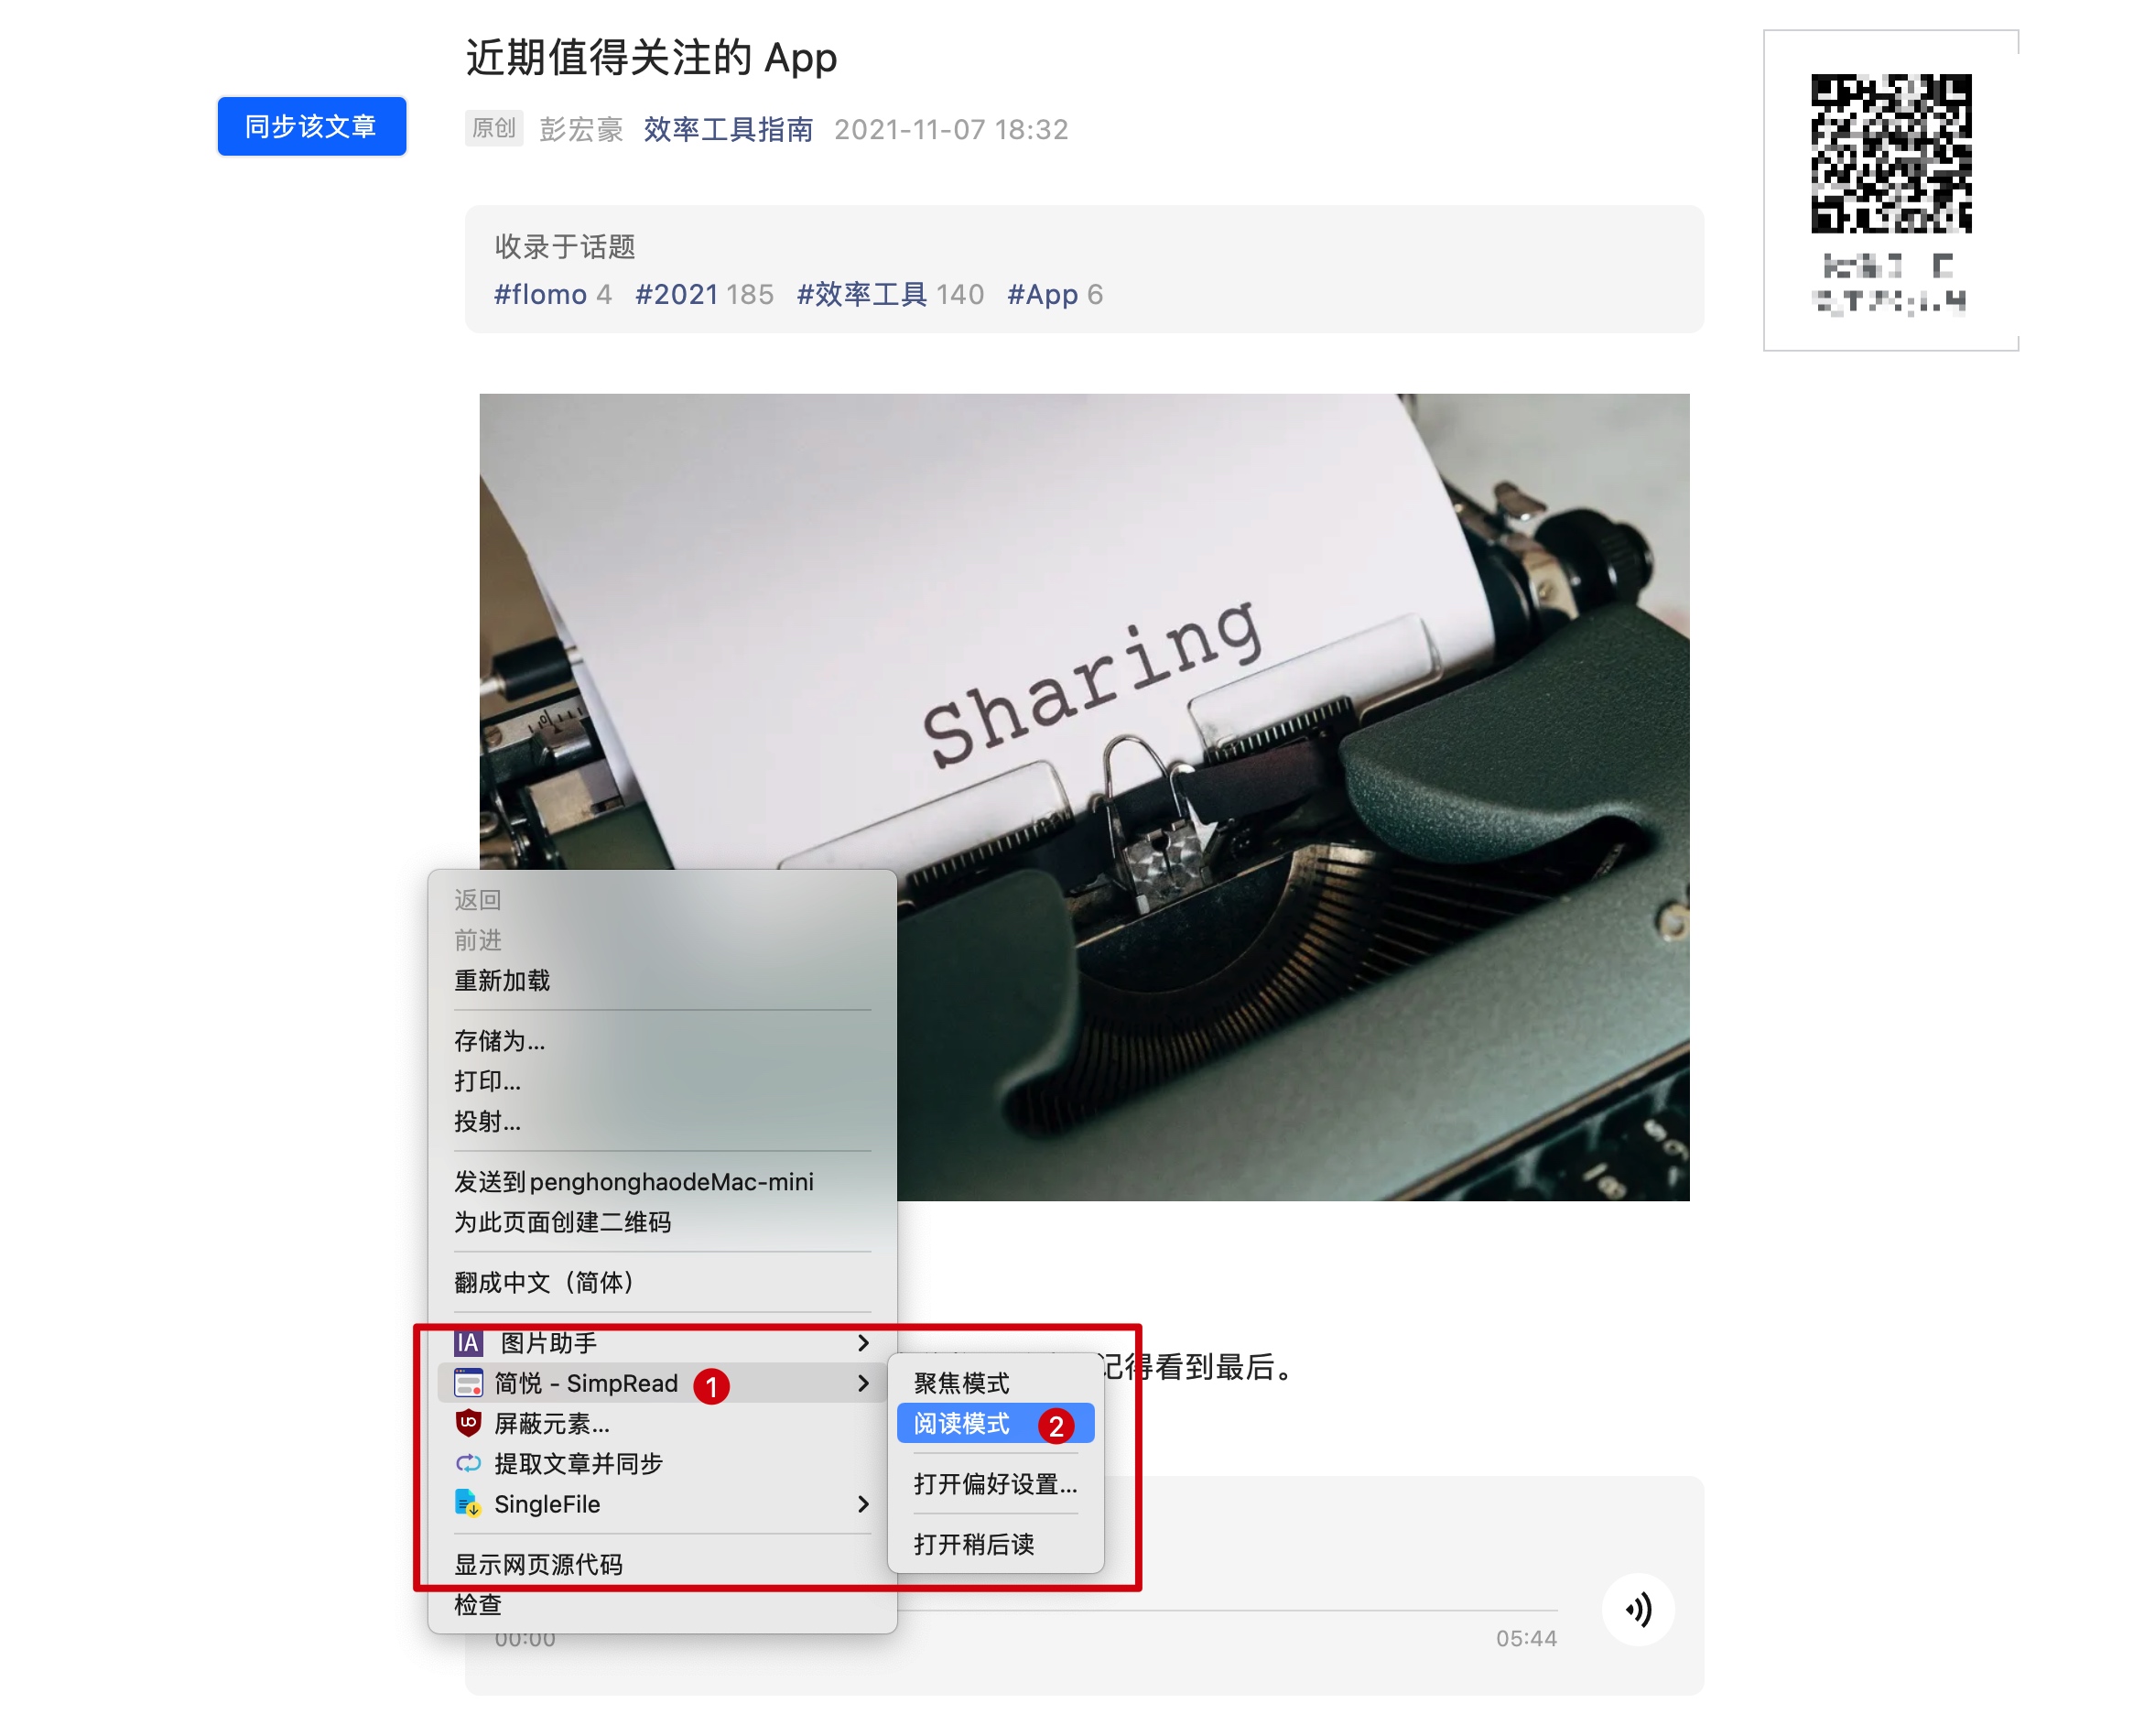 近期值得关注的 App
同步该文章
原创 彭宏豪 效率工具指南 2021-11-07 18:32
收录于话题
#flomo 4 #2021 185 #效率工具 140 #App 6
Sharing
返回
前进
重新加载
存储为...
打印...
投射...
发送到penghonghaodeMac-mini
为此页面创建二维码
翻成中文（简体）
IA 图片助手
简悦 - SimpRead 1
屏蔽元素...
提取文章并同步
SingleFile
显示网页源代码
检查
记得看到最后。
聚焦模式
阅读模式 2
打开偏好设置...
打开稍后读
00:00
05:44